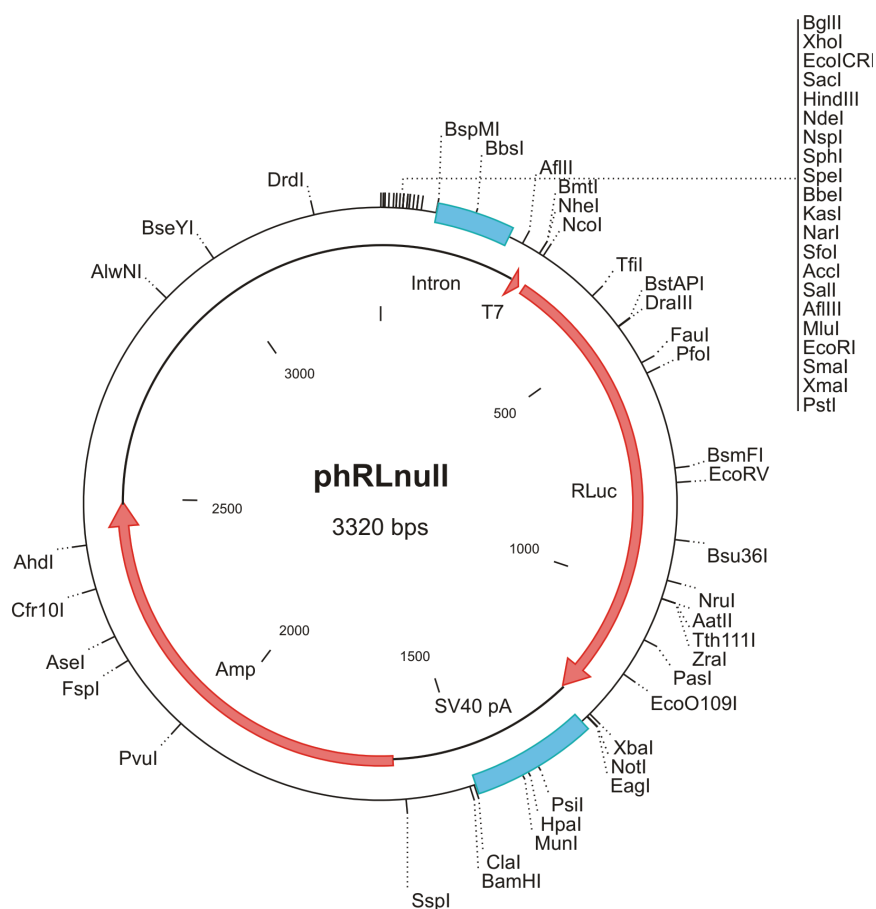 BglII
XhoI
EcoICRI
SacI
HindIII
NdeI
NspI
SphI
SpeI
BbeI
KasI
NarI
SfoI
AccI
SalI
AflIII
MluI
EcoRI
SmaI
XmaI
PstI
BspMI
BbsI
AflII
BmtI
NheI
NcoI
DrdI
BseYI
AlwNI
TfiI
BstAPI
DraIII
FauI
PfoI
Intron
T7
I
3000
500
phRLnull
3320 bps
RLuc
BsmFI
EcoRV
2500
1000
Bsu36I
AhdI
Cfr10I
NruI
AatII
Tth111I
ZraI
PasI
EcoO109I
2000
1500
Amp
SV40 pA
AseI
FspI
PvuI
XbaI
NotI
EagI
PsiI
HpaI
MunI
ClaI
BamHI
SspI